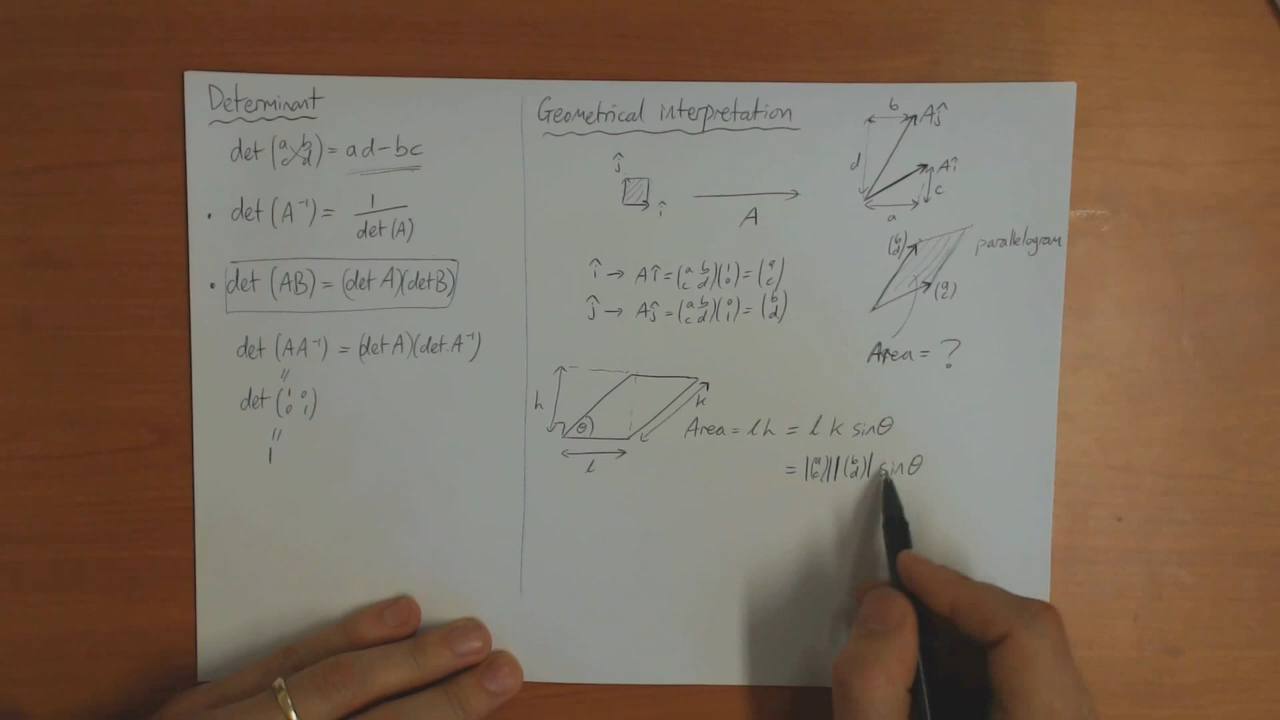 Determinant
det (a b c d) = ad-bc
. det (A⁻¹) = 1/det(A)
. det (AB) = (det A)(det B)
det (AA⁻¹) = (det A)(det A⁻¹)
"
det (1 0 0 1)
"
1
Geometrical interpretation
ĵ
î
A
î → Aî = (a b c d)(1 0) = (a c)
ĵ → Aĵ = (a b c d)(0 1) = (b d)
b
Aĵ
d
Aî
c
a
(b d)
parallelogram
(a c)
Area = ?
h
θ
k
l
Area = lh = l k sinθ
= |(a c)||(b d)| sinθ